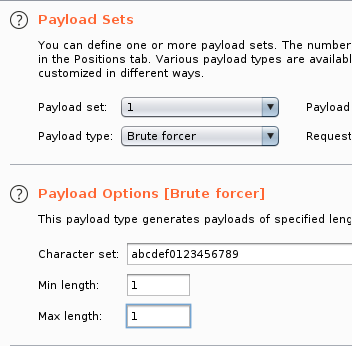 Payload Sets
You can define one or more payload sets. The number
in the Positions tab. Various payload types are availabl
customized in different ways.
Payload set: 1 Payload
Payload type: Brute forcer Request
Payload Options [Brute forcer]
This payload type generates payloads of specified leng
Character set: abcdef0123456789
Min length: 1
Max length: 1